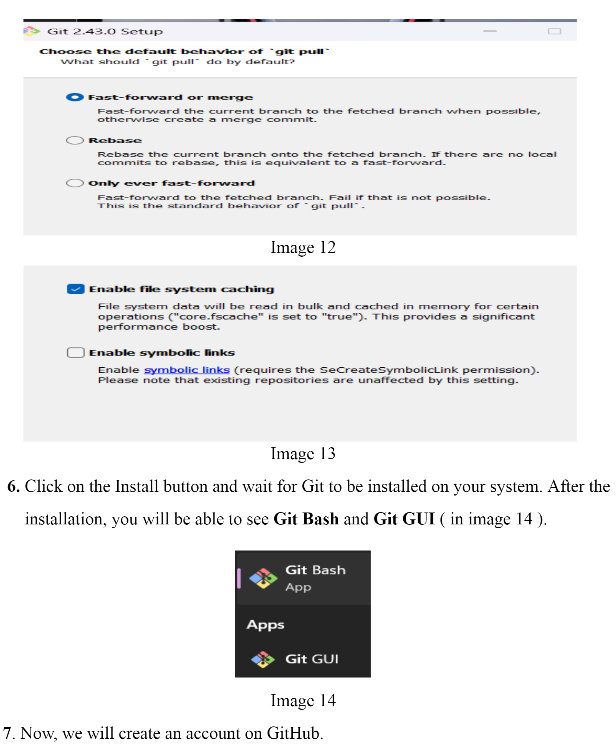 Git 2.43.0 Setup
Choose the default behavior of `git pull`
What should `git pull` do by default?
Fast-forward or merge
Fast-forward the current branch to the fetched branch when possible,
otherwise create a merge commit.
Rebase
Rebase the current branch onto the fetched branch. If there are no local
commits to rebase, this is equivalent to a fast-forward.
Only ever fast-forward
Fast-forward to the fetched branch. Fail if that is not possible.
This is the standard behavior of `git pull`.
Image 12
Enable file system caching
File system data will be read in bulk and cached in memory for certain
operations ("core.fscache" is set to "true"). This provides a significant
performance boost.
Enable symbolic links
Enable symbolic links (requires the SeCreateSymbolicLink permission).
Please note that existing repositories are unaffected by this setting.
Image 13
6. Click on the Install button and wait for Git to be installed on your system. After the
installation, you will be able to see Git Bash and Git GUI ( in image 14 ).
Git Bash
App
Apps
Git GUI
Image 14
7. Now, we will create an account on GitHub.